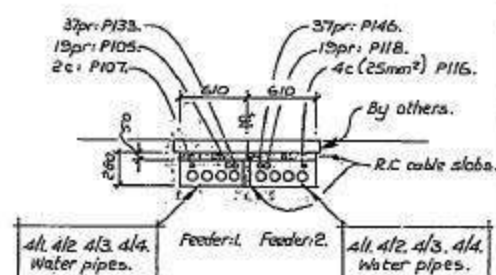 37pr: P133.
19pr: P105.
2c: P107.
37pr: P146.
19pr: P118.
4c (25mm²) P116.
610 610
By others.
50
280
R.C cable slabs.
4/1, 4/2, 4/3, 4/4.
Water pipes.
Feeder:1. Feeder:2.
4/1, 4/2, 4/3, 4/4.
Water pipes.